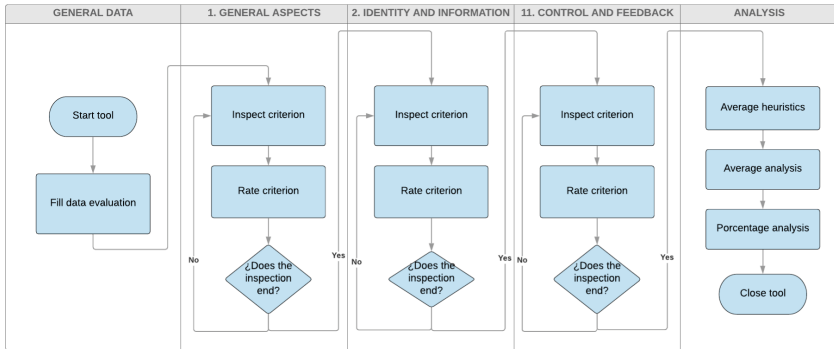 GENERAL DATA
1. GENERAL ASPECTS
2. IDENTITY AND INFORMATION
11. CONTROL AND FEEDBACK
ANALYSIS
Start tool
Fill data evaluation
Inspect criterion
Rate criterion
¿Does the
inspection
end?
No
Yes
Inspect criterion
Rate criterion
¿Does the
inspection
end?
No
Yes
Inspect criterion
Rate criterion
¿Does the
inspection
end?
No
Yes
Average heuristics
Average analysis
Porcentage analysis
Close tool